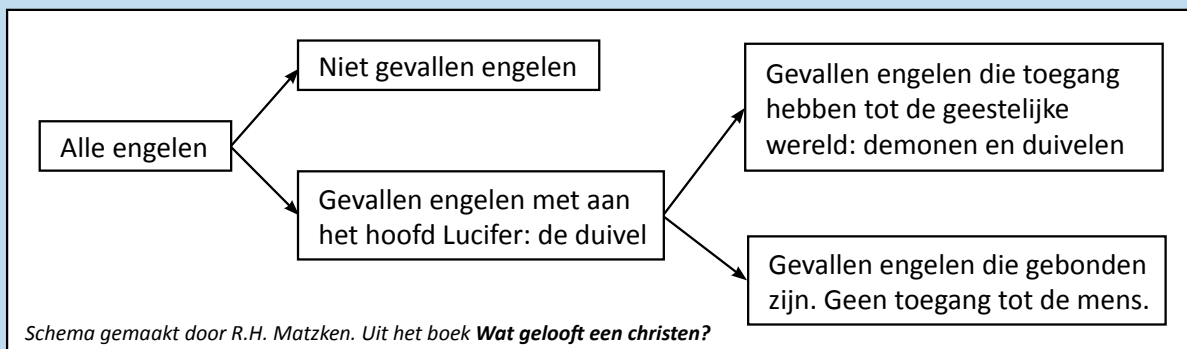 Alle engelen
Niet gevallen engelen
Gevallen engelen met aan
het hoofd Lucifer: de duivel
Gevallen engelen die toegang
hebben tot de geestelijke
wereld: demonen en duivelen
Gevallen engelen die gebonden
zijn. Geen toegang tot de mens.
Schema gemaakt door R.H. Matzken. Uit het boek Wat gelooft een christen?